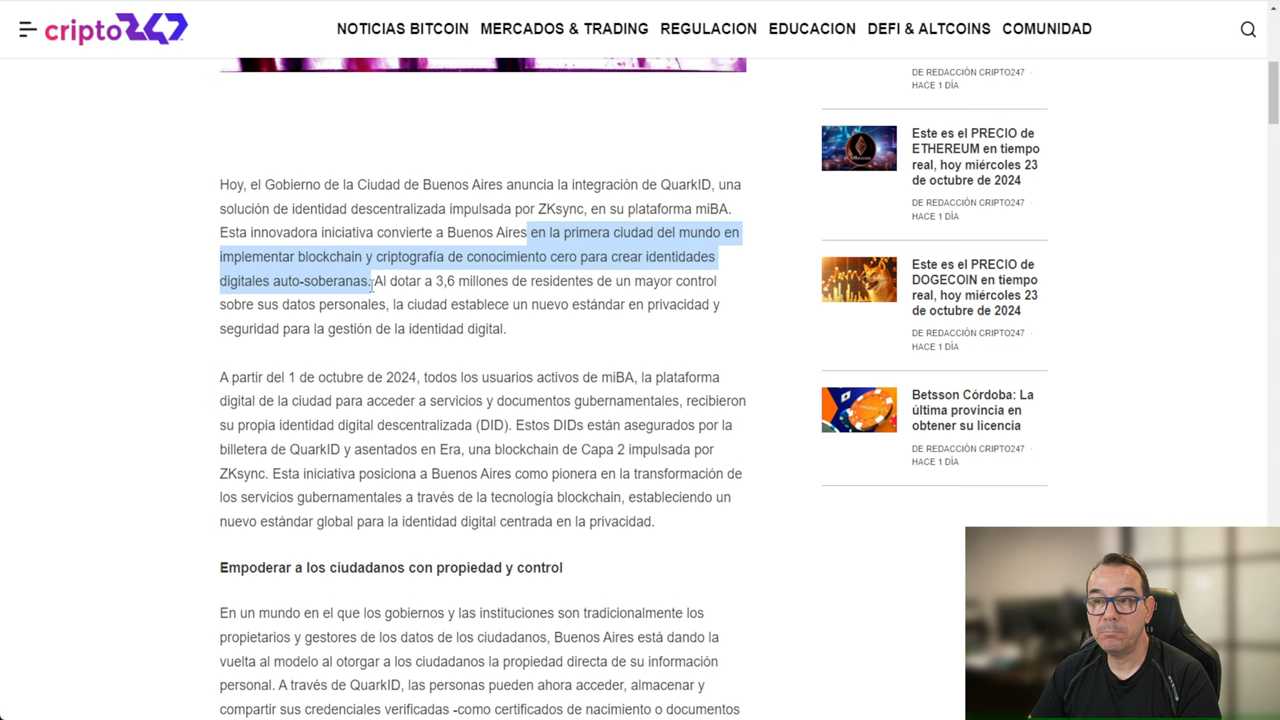 cripto247
NOTICIAS BITCOIN MERCADOS & TRADING REGULACION EDUCACION DEFI & ALTCOINS COMUNIDAD
Hoy, el Gobierno de la Ciudad de Buenos Aires anuncia la integración de QuarkID, una
solución de identidad descentralizada impulsada por ZKsync, en su plataforma miBA.
Esta innovadora iniciativa convierte a Buenos Aires en la primera ciudad del mundo en
implementar blockchain y criptografía de conocimiento cero para crear identidades
digitales auto-soberanas. Al dotar a 3,6 millones de residentes de un mayor control
sobre sus datos personales, la ciudad establece un nuevo estándar en privacidad y
seguridad para la gestión de la identidad digital.
A partir del 1 de octubre de 2024, todos los usuarios activos de miBA, la plataforma
digital de la ciudad para acceder a servicios y documentos gubernamentales, recibieron
su propia identidad digital descentralizada (DID). Estos DIDs están asegurados por la
billetera de QuarkID y asentados en Era, una blockchain de Capa 2 impulsada por
ZKsync. Esta iniciativa posiciona a Buenos Aires como pionera en la transformación de
los servicios gubernamentales a través de la tecnología blockchain, estableciendo un
nuevo estándar global para la identidad digital centrada en la privacidad.
Empoderar a los ciudadanos con propiedad y control
En un mundo en el que los gobiernos y las instituciones son tradicionalmente los
propietarios y gestores de los datos de los ciudadanos, Buenos Aires está dando la
vuelta al modelo al otorgar a los ciudadanos la propiedad directa de su información
personal. A través de QuarkID, las personas pueden ahora acceder, almacenar y
compartir sus credenciales verificadas -como certificados de nacimiento o documentos
DE REDACCIÓN CRIPTO247 ·
HACE 1 DÍA
Este es el PRECIO de
ETHEREUM en tiempo
real, hoy miércoles 23
de octubre de 2024
DE REDACCIÓN CRIPTO247 ·
HACE 1 DÍA
Este es el PRECIO de
DOGECOIN en tiempo
real, hoy miércoles 23
de octubre de 2024
DE REDACCIÓN CRIPTO247 ·
HACE 1 DÍA
Betsson Córdoba: La
última provincia en
obtener su licencia
DE REDACCIÓN CRIPTO247 ·
HACE 1 DÍA